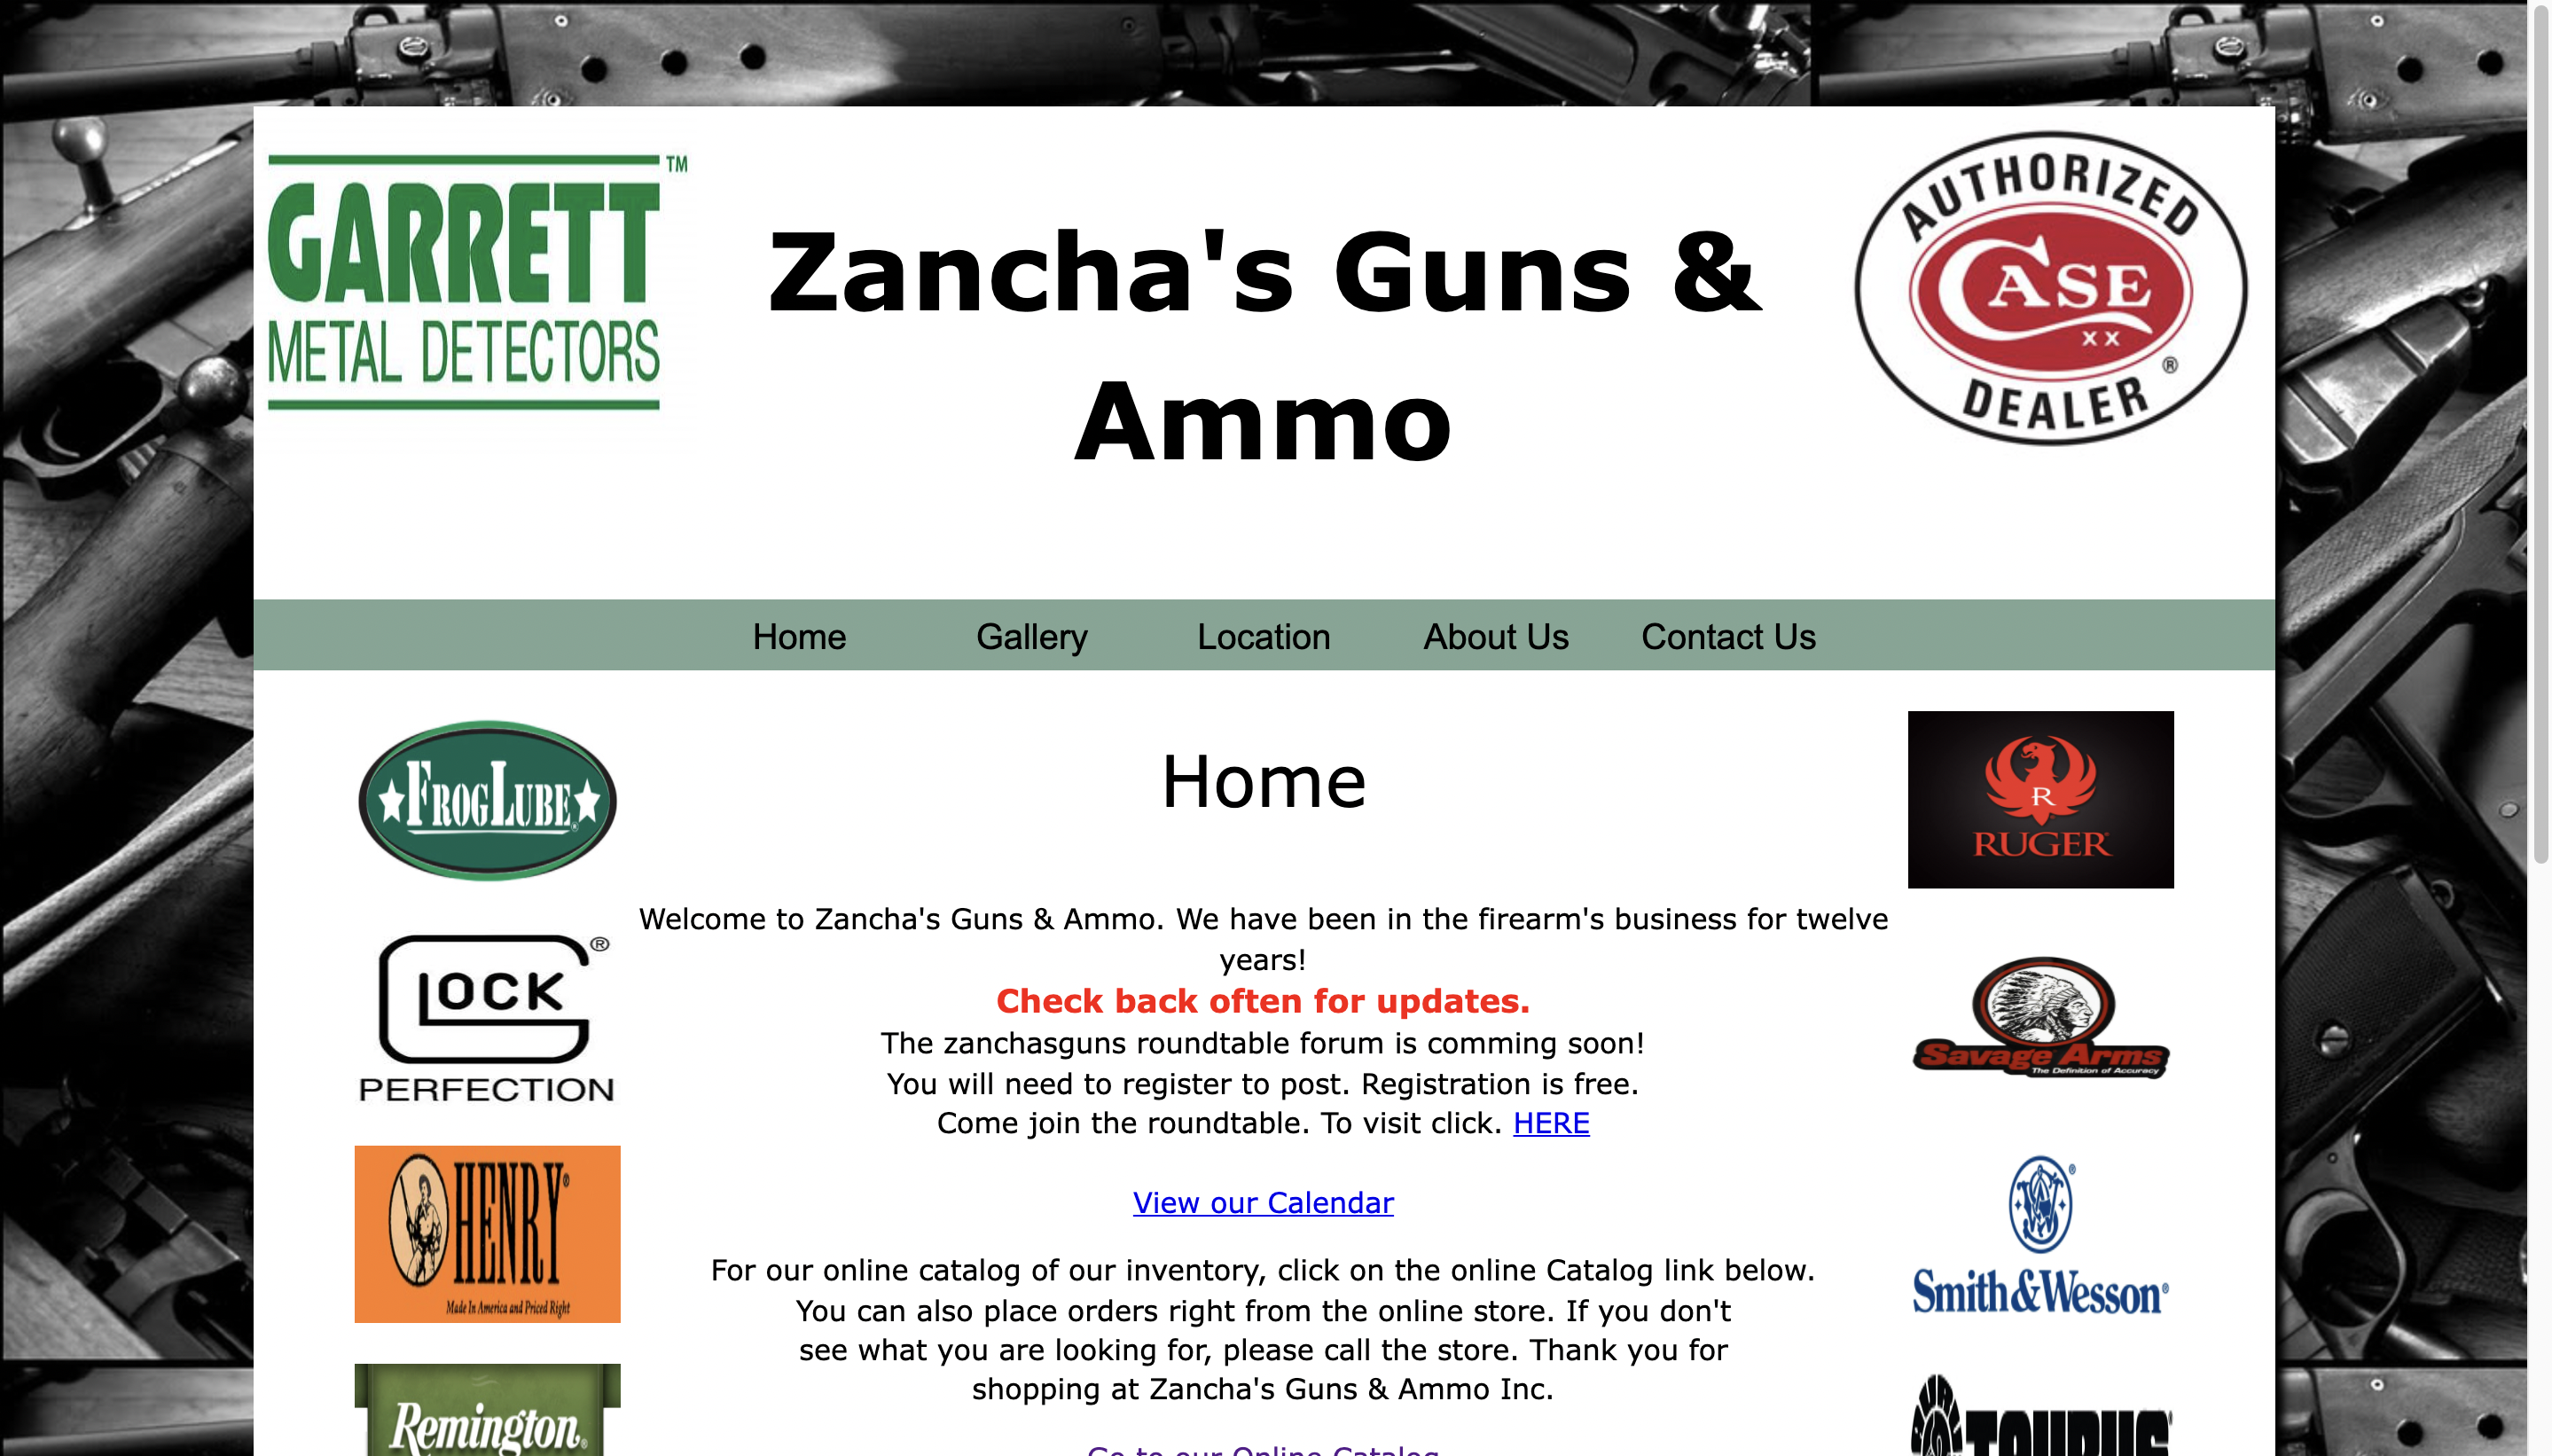 GARRETT™
METAL DETECTORS
Zancha's Guns &
Ammo
AUTHORIZED
CASE
XX
®
DEALER
Home Gallery Location About Us Contact Us
FROGLUBE®
RUGER
R
Home
Welcome to Zancha's Guns & Ammo. We have been in the firearm's business for twelve
years!
Check back often for updates.
The zanchasguns roundtable forum is comming soon!
You will need to register to post. Registration is free.
Come join the roundtable. To visit click. HERE
View our Calendar
For our online catalog of our inventory, click on the online Catalog link below.
You can also place orders right from the online store. If you don't
see what you are looking for, please call the store. Thank you for
shopping at Zancha's Guns & Ammo Inc.
Go to our Online Catalog
GLOCK®
PERFECTION
HENRY®
Made In America and Priced Right
Remington®
Savage Arms
The Definition of Accuracy
Smith&Wesson®
TAURUS®